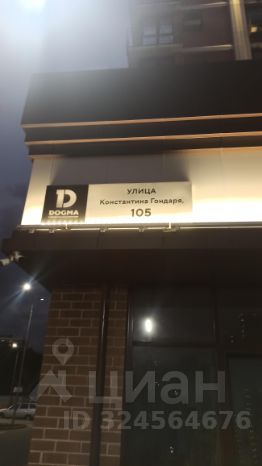 УЛИЦА
Константина Гондаря,
105
DOGMA
циан
ID 324564676